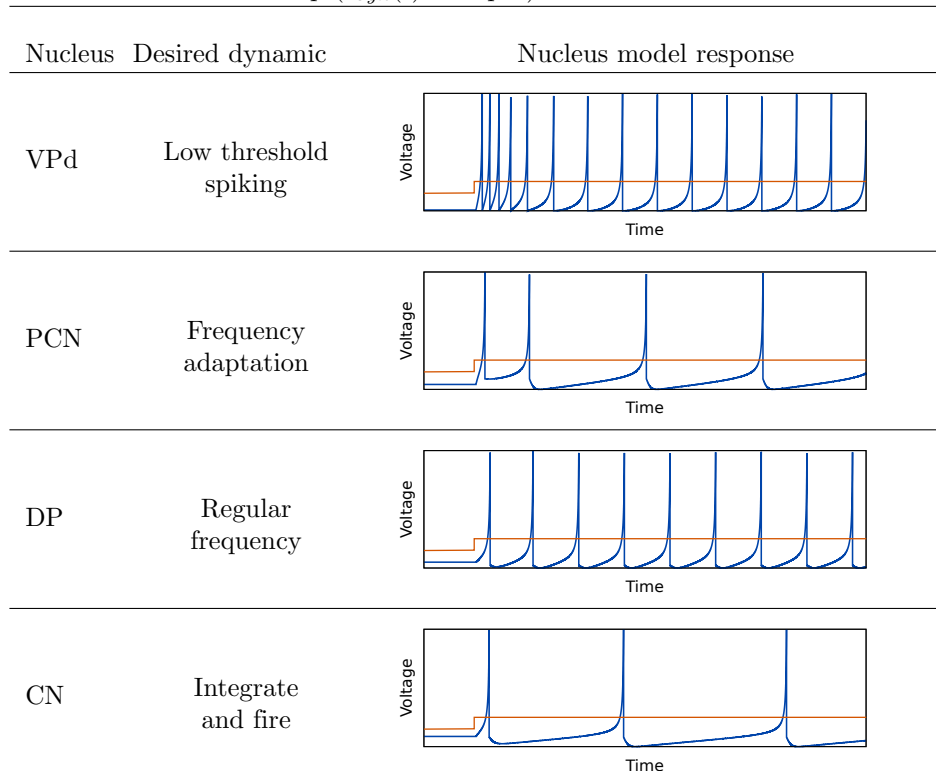 Nucleus Desired dynamic Nucleus model response
VPd
Low threshold
spiking
Voltage
Time
PCN
Frequency
adaptation
Voltage
Time
DP
Regular
frequency
Voltage
Time
CN
Integrate
and fire
Voltage
Time